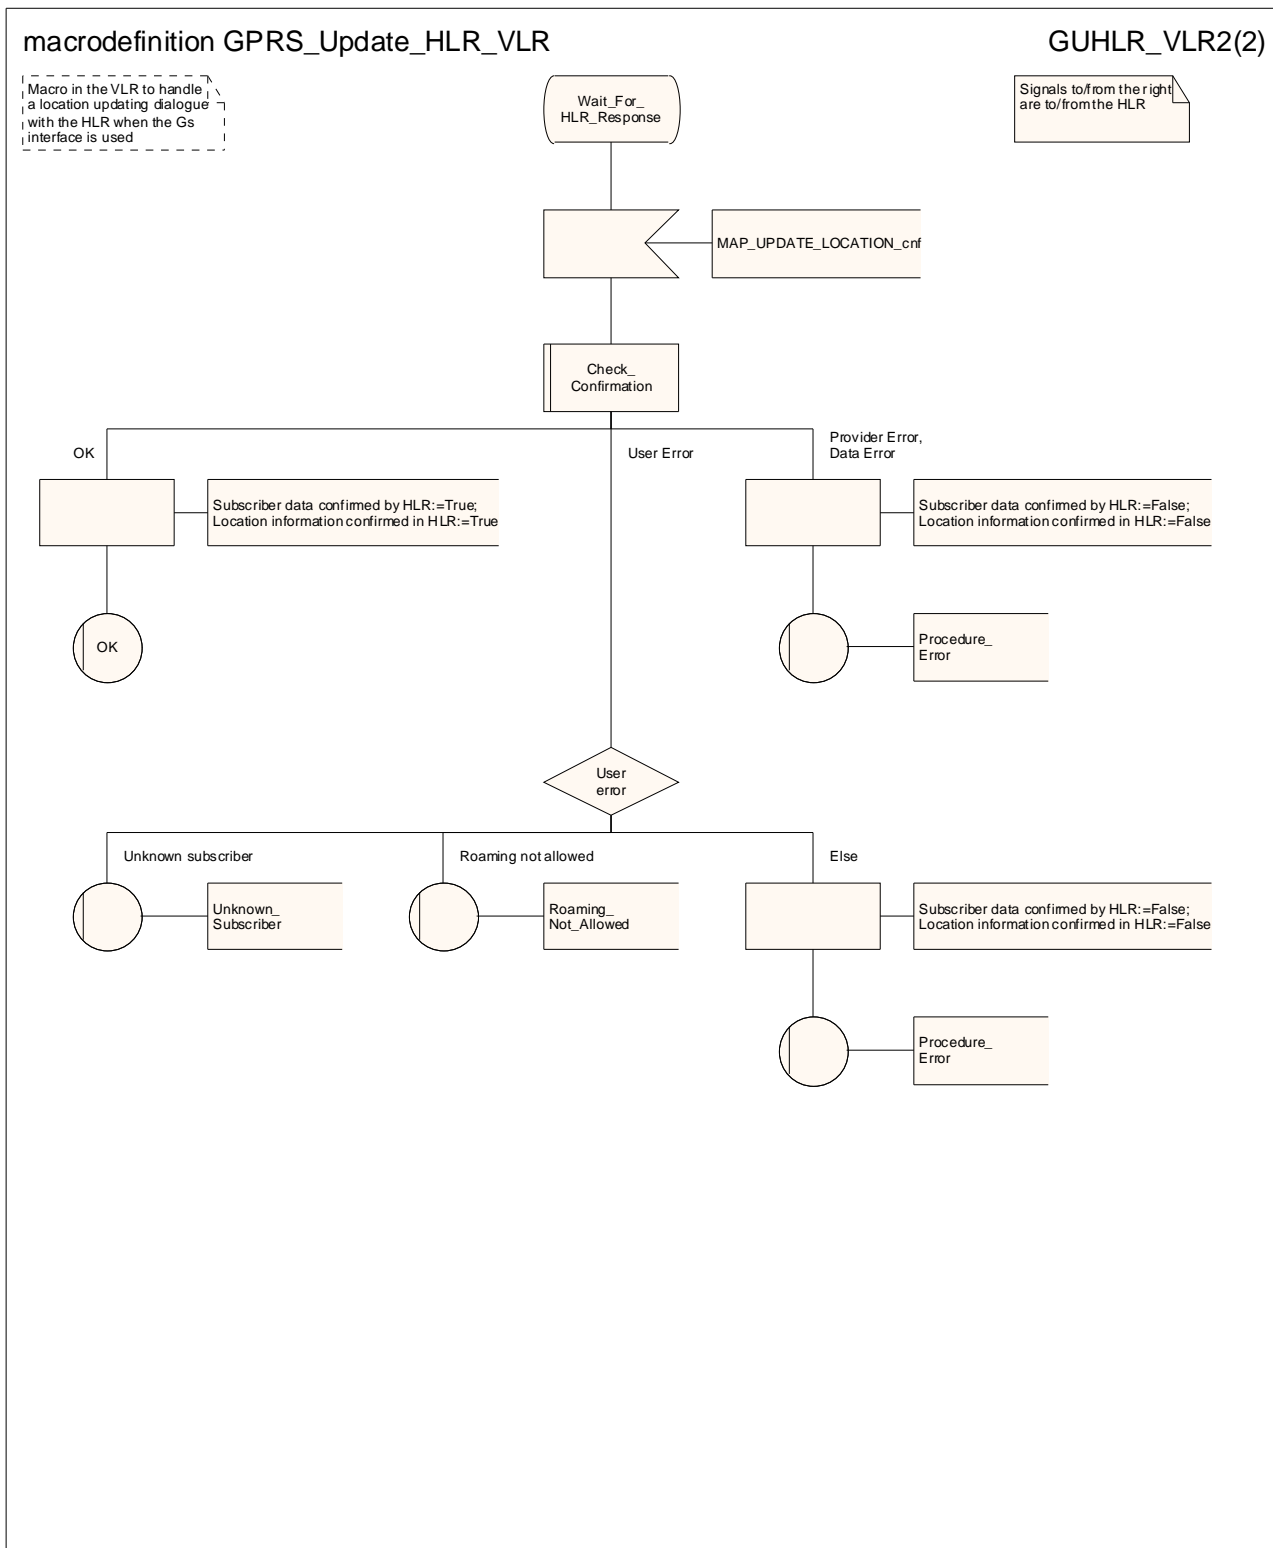 macrodefinition GPRS_Update_HLR_VLR
GUHLR_VLR2(2)
Macro in the VLR to handle
a location updating dialogue
with the HLR when the Gs
interface is used
Wait_For_
HLR_Response
Signals to/from the right
are to/from the HLR
MAP_UPDATE_LOCATION_cnf
Check_
Confirmation
OK
User Error
Provider Error,
Data Error
Subscriber data confirmed by HLR:=True;
Location information confirmed in HLR:=True
Subscriber data confirmed by HLR:=False;
Location information confirmed in HLR:=False
OK
Procedure_
Error
User
error
Unknown subscriber
Roaming not allowed
Else
Unknown_
Subscriber
Roaming_
Not_Allowed
Subscriber data confirmed by HLR:=False;
Location information confirmed in HLR:=False
Procedure_
Error